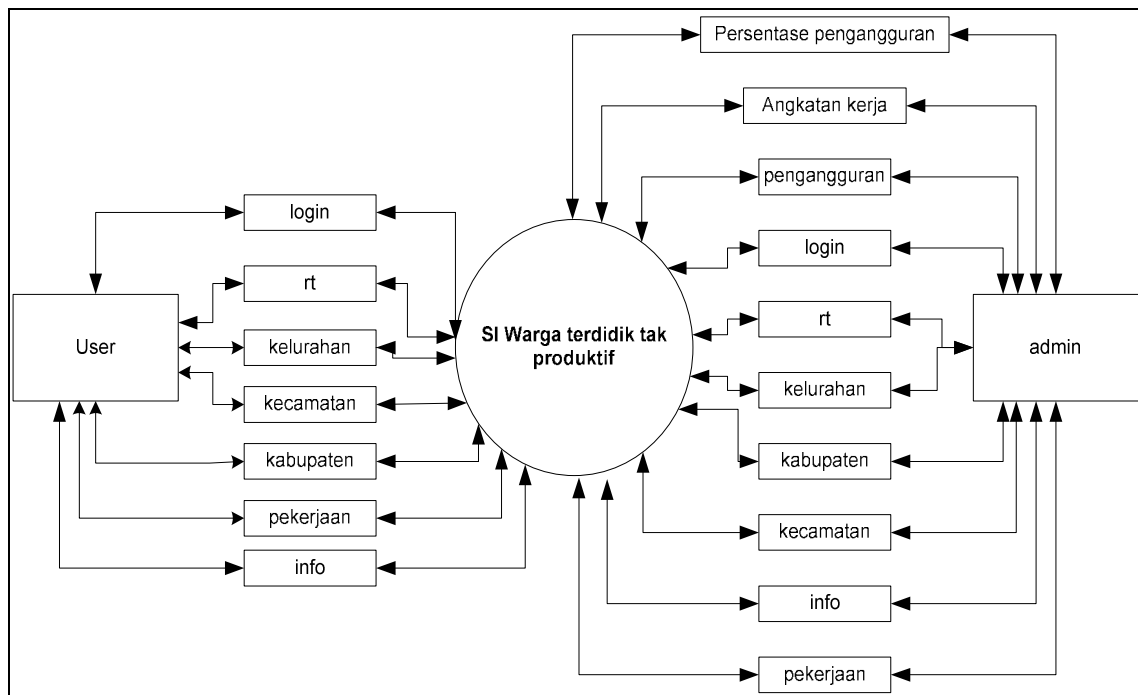 Persentase pengangguran
Angkatan kerja
pengangguran
login
login
rt
rt
User
SI Warga terdidik tak
produktif
admin
kelurahan
kelurahan
kecamatan
kabupaten
kabupaten
pekerjaan
kecamatan
info
info
pekerjaan